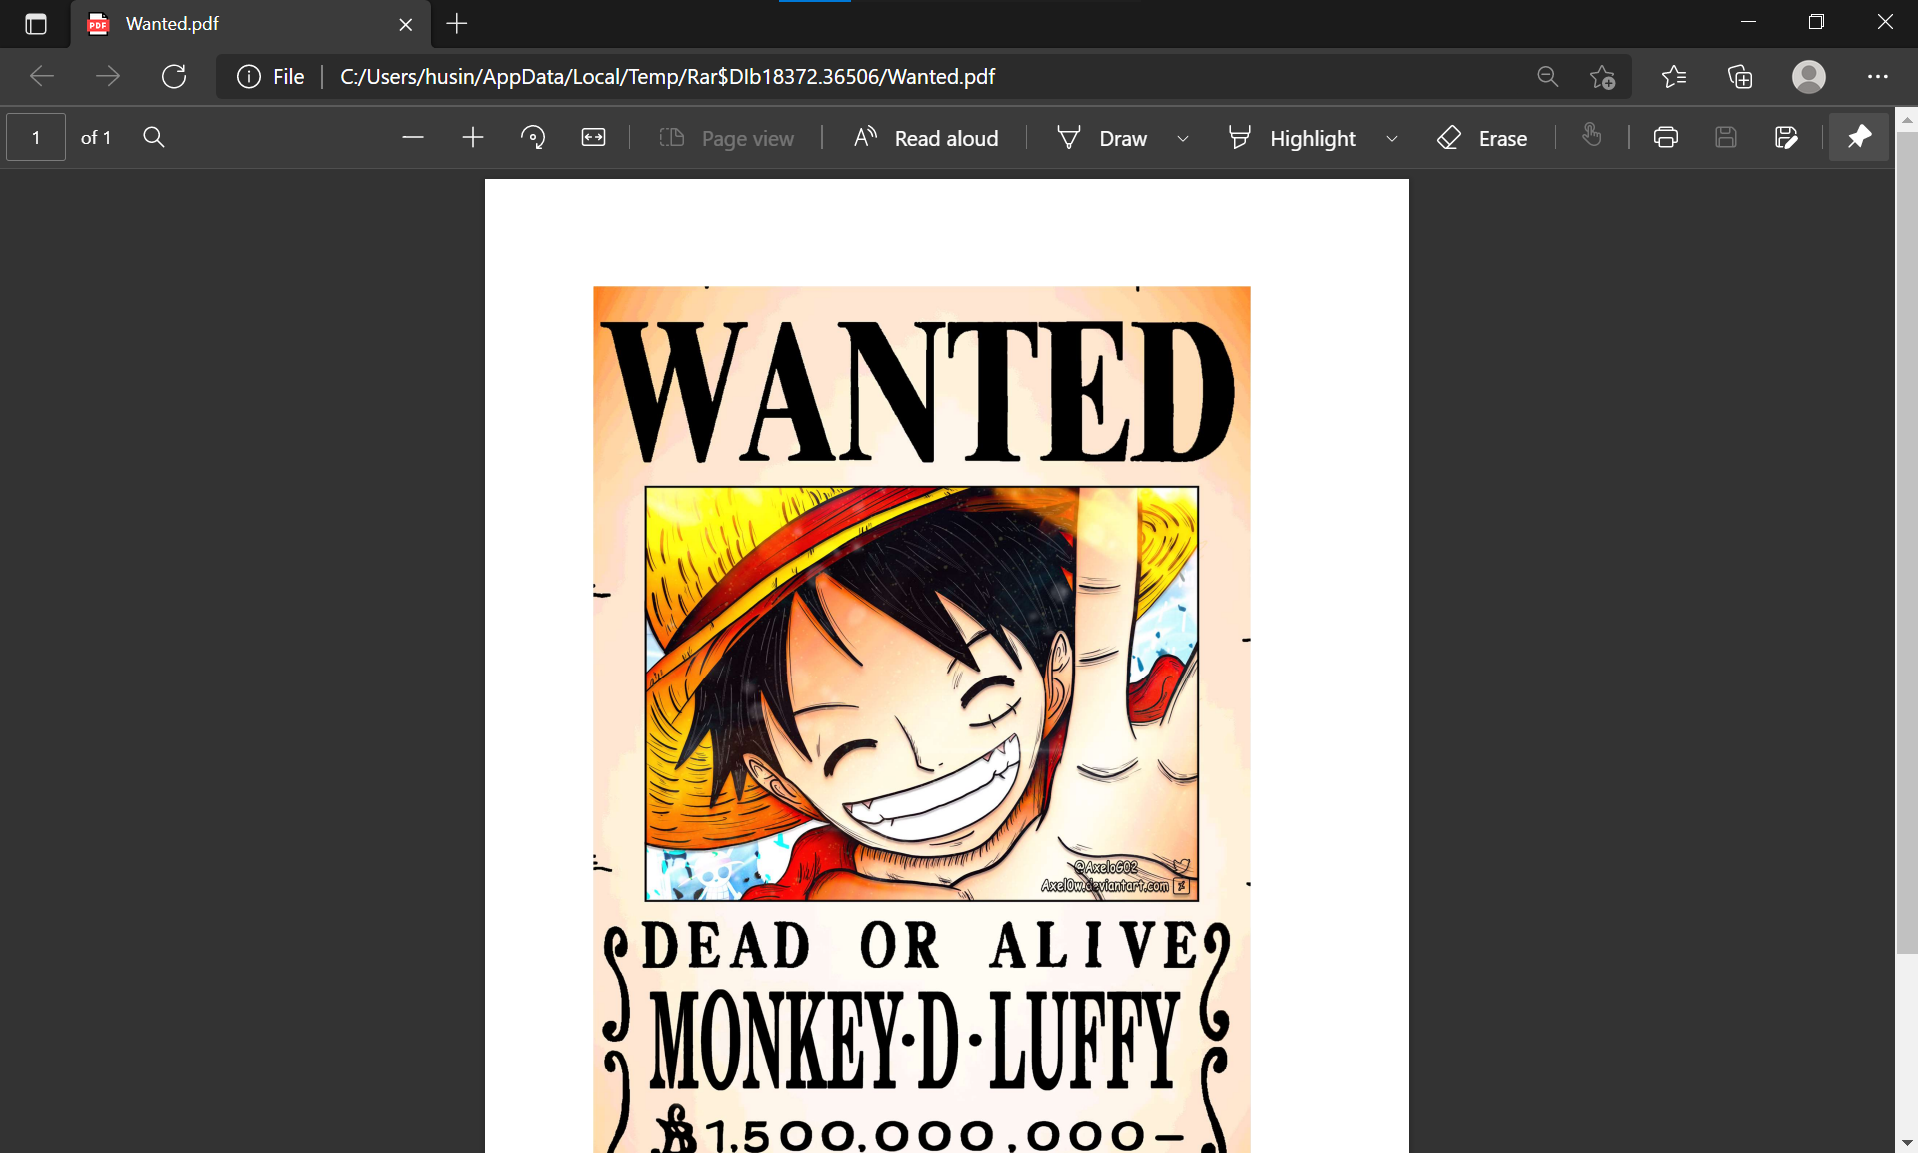 Wanted.pdf
File C:/Users/husin/AppData/Local/Temp/Rar$DIb18372.36506/Wanted.pdf
1 of 1 Page view Read aloud Draw Highlight Erase
WANTED
@Axelo602
Axel0w.deviantart.com
DEAD OR ALIVE
MONKEY·D·LUFFY
฿1,500,000,000-